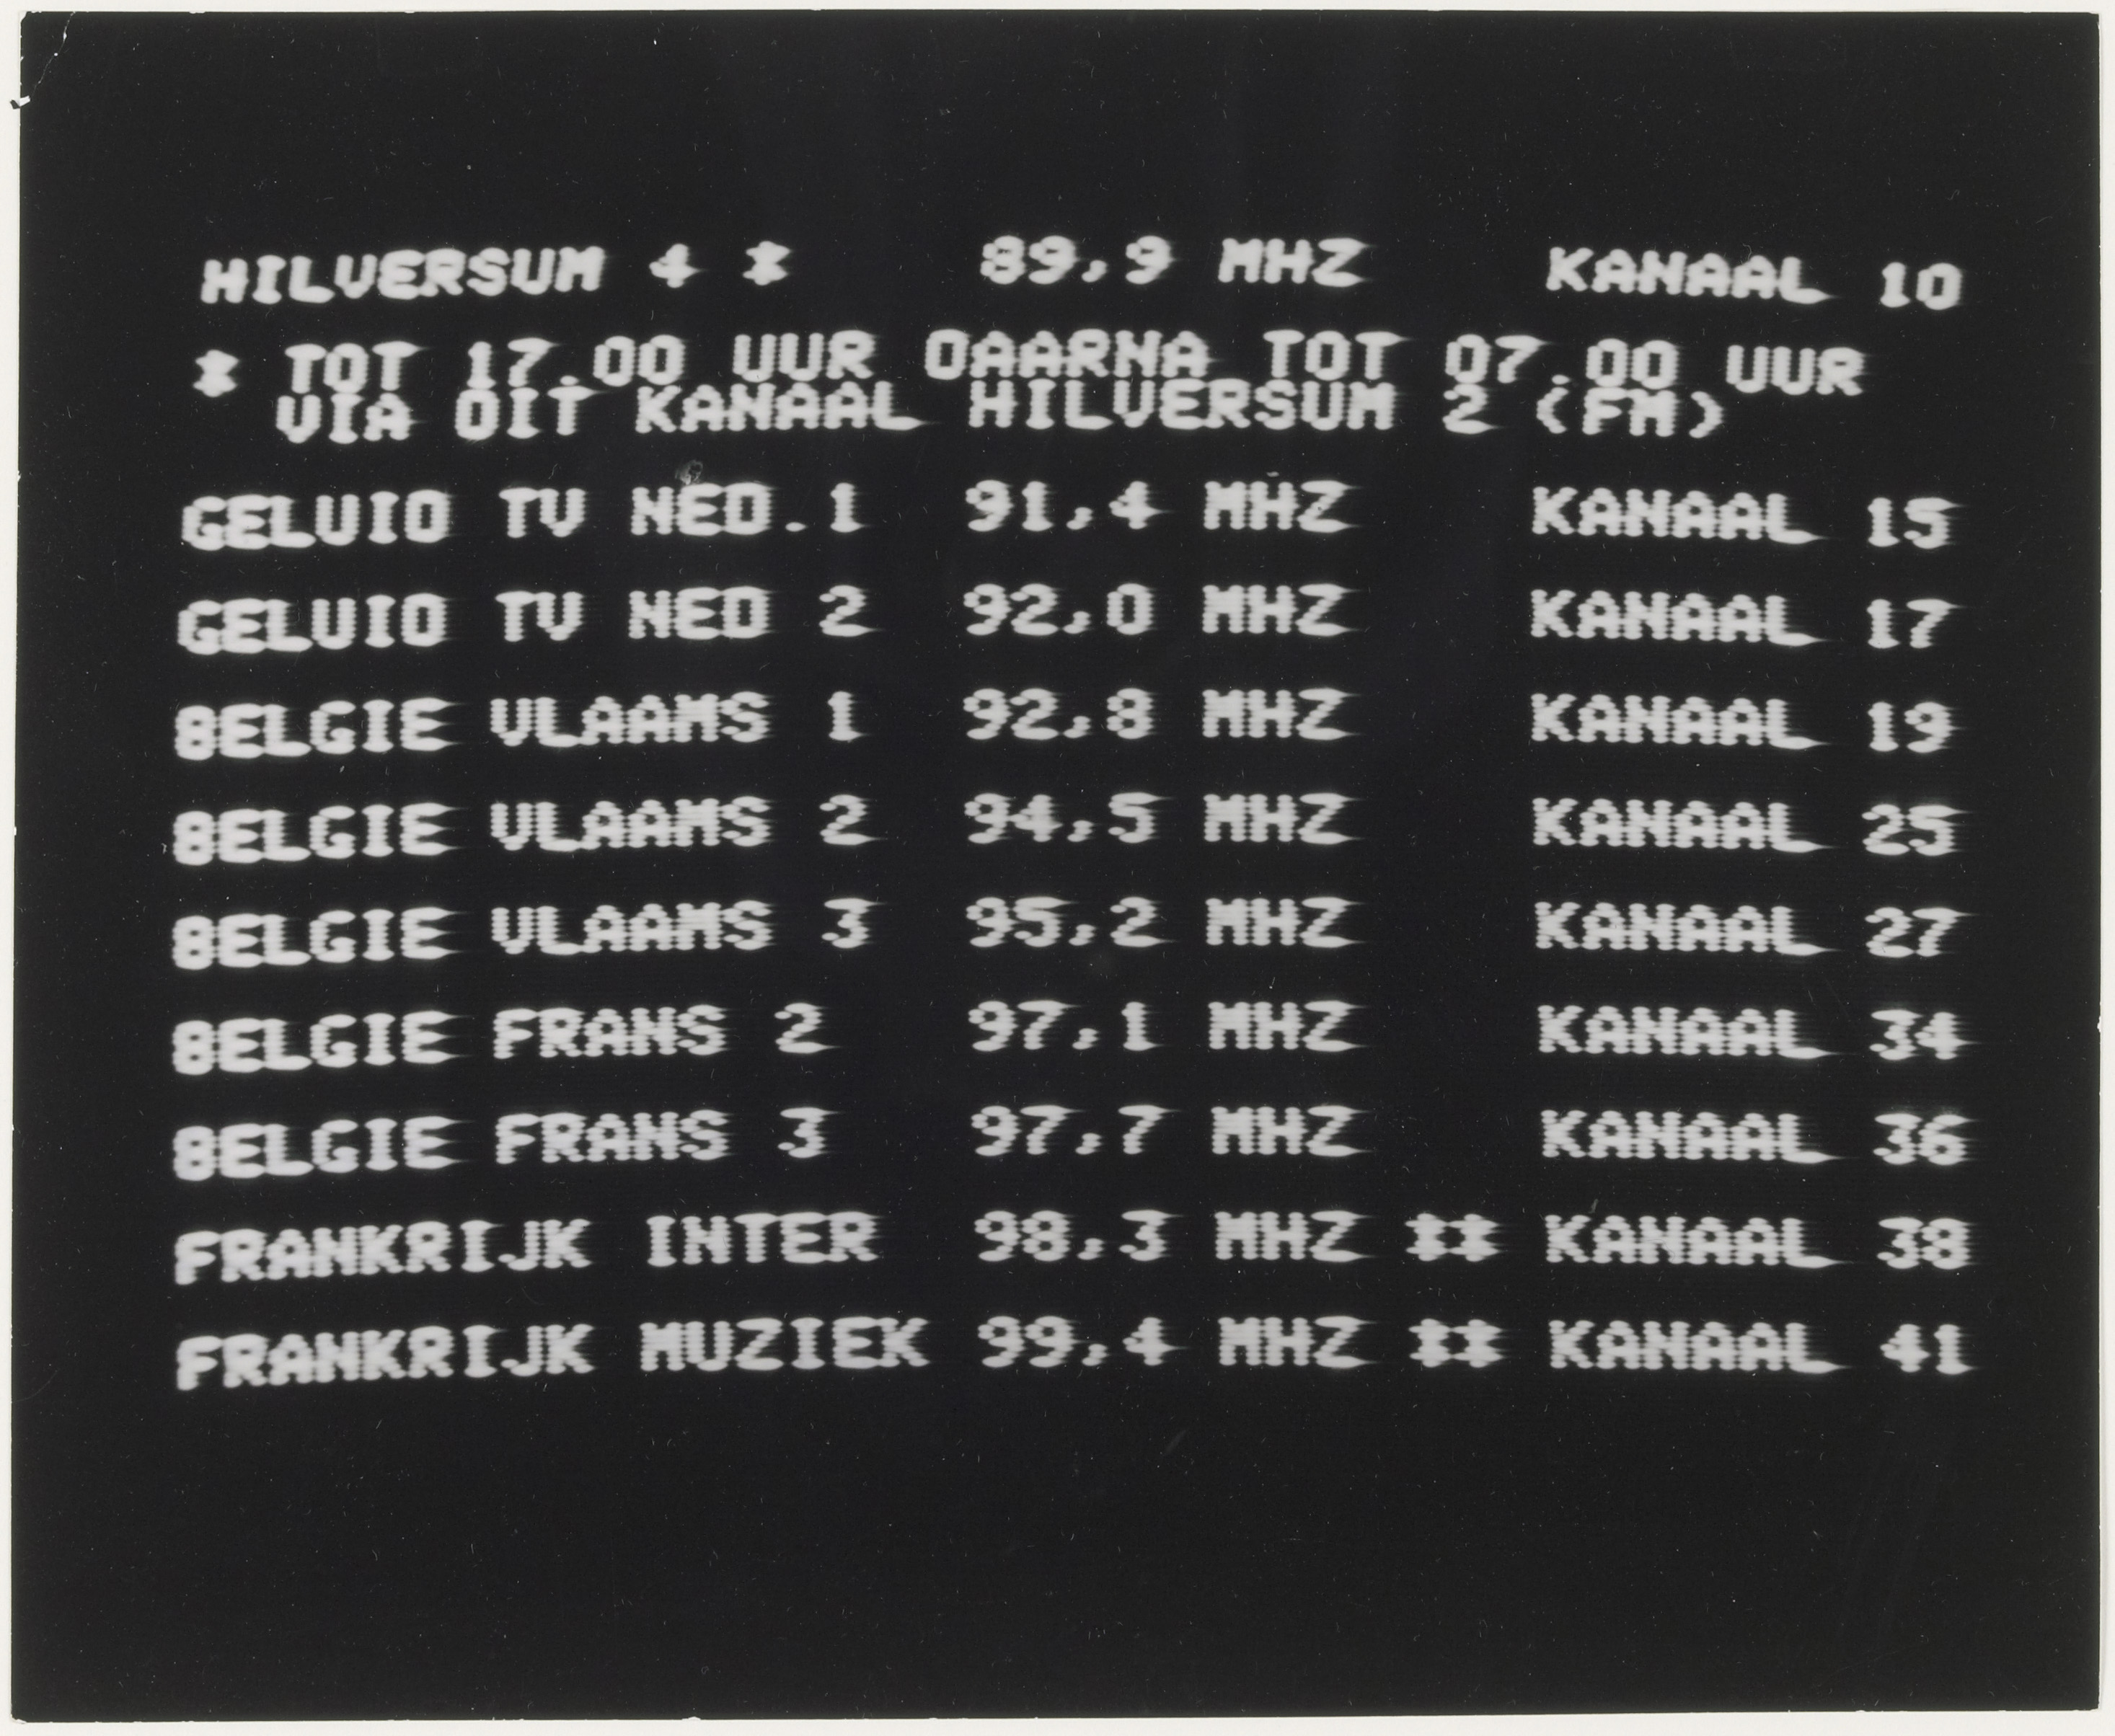 HILVERSUM 4 * 89,9 MHZ KANAAL 10
* TOT 17.00 UUR DAARNA TOT 07.00 UUR
VIA DIT KANAAL HILVERSUM 2 (FM)
GELUID TV NED.1 91,4 MHZ KANAAL 15
GELUID TV NED 2 92,0 MHZ KANAAL 17
BELGIE VLAAMS 1 92,8 MHZ KANAAL 19
BELGIE VLAAMS 2 94,5 MHZ KANAAL 25
BELGIE VLAAMS 3 95,2 MHZ KANAAL 27
BELGIE FRANS 2 97,1 MHZ KANAAL 34
BELGIE FRANS 3 97,7 MHZ KANAAL 36
FRANKRIJK INTER 98,3 MHZ ** KANAAL 38
FRANKRIJK MUZIEK 99,4 MHZ ** KANAAL 41